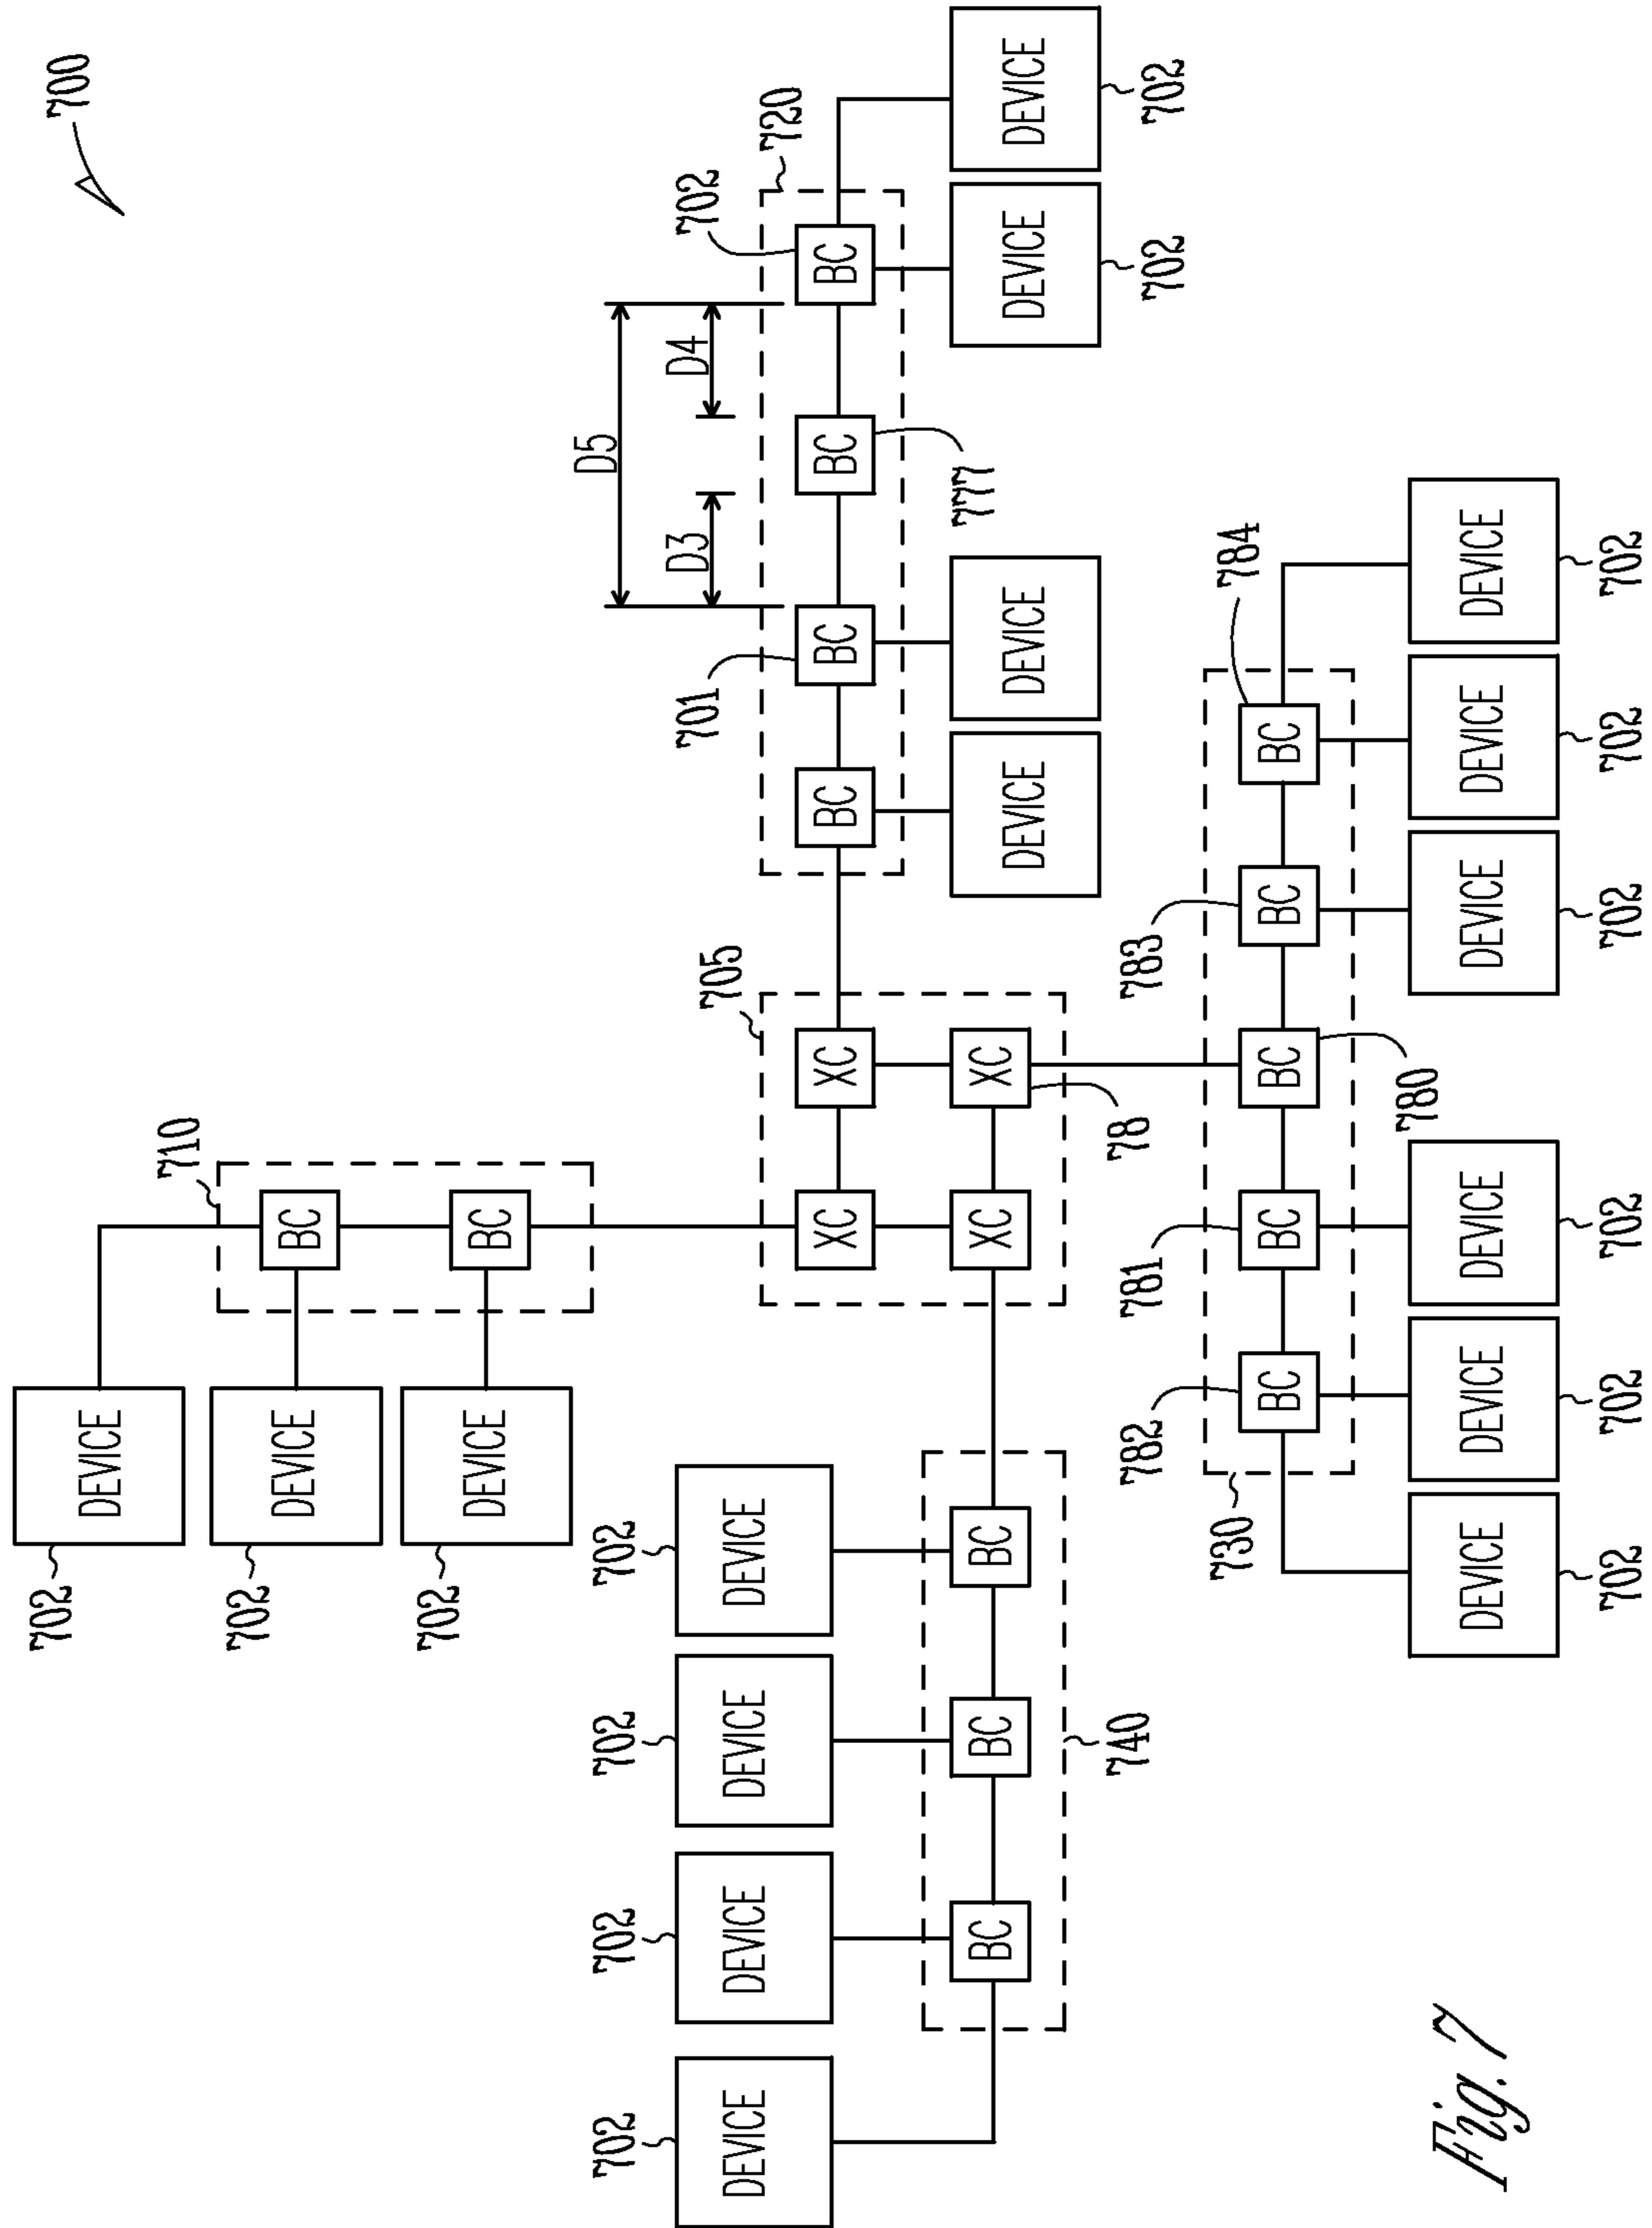 700
702
DEVICE
710
702
DEVICE
BC
702
DEVICE
BC
D5
702
702
702
702
D3
D4
701
702
705
DEVICE
DEVICE
DEVICE
DEVICE
720
XC
XC
BC
BC
BC
BC
777
BC
BC
BC
XC
XC
DEVICE
DEVICE
DEVICE
DEVICE
740
78
702
702
782
781
783
730
784
BC
BC
BC
BC
BC
780
DEVICE
DEVICE
DEVICE
DEVICE
DEVICE
DEVICE
702
702
702
702
702
702
Fig. 7